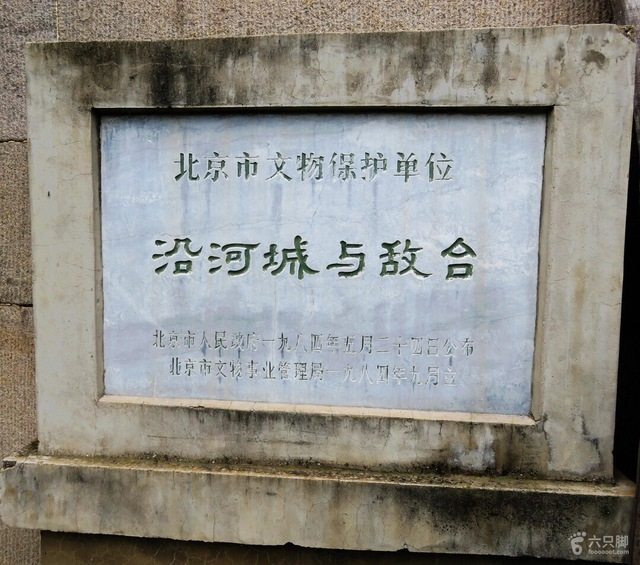 北京市文物保护单位
沿河城与敌台
北京市人民政府一九八四年五月二十四日公布
北京市文物事业管理局一九八四年九月立
六只脚
foooooot.com